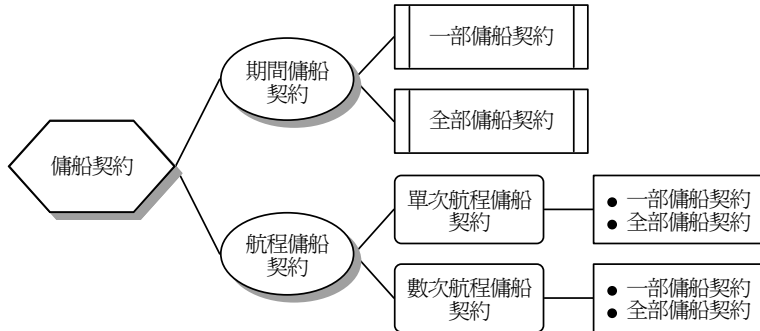 傭船契約
期間傭船
契約
一部傭船契約
全部傭船契約
航程傭船
契約
單次航程傭船
契約
● 一部傭船契約
● 全部傭船契約
數次航程傭船
契約
● 一部傭船契約
● 全部傭船契約